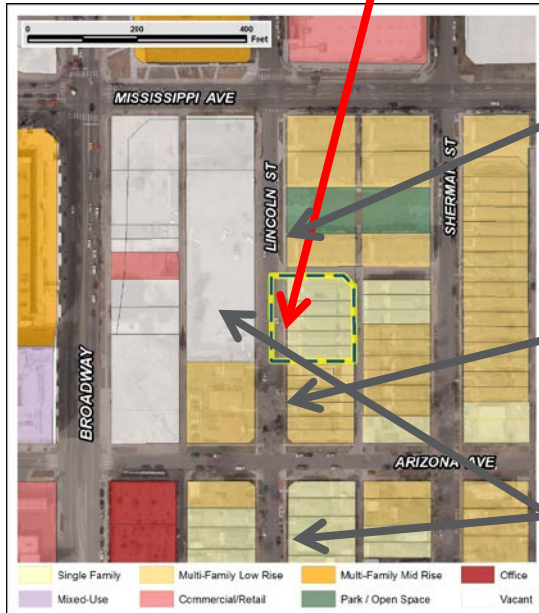 0 200 400
Feet
MISSISSIPPI AVE
LINCOLN ST
SHERMAN ST
BROADWAY
ARIZONA AVE
Single Family
Multi-Family Low Rise
Multi-Family Mid Rise
Office
Mixed-Use
Commercial/Retail
Park / Open Space
Vacant